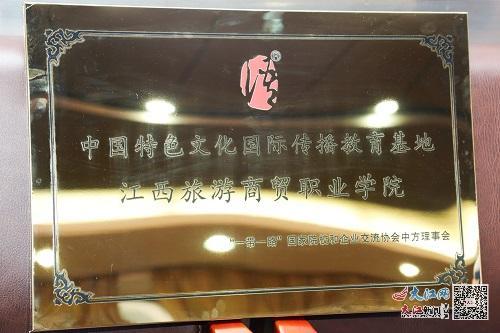 中国特色文化国际传播教育基地
江西旅游商贸职业学院
"一带一路"国家院校和企业交流协会中方理事会
大江网